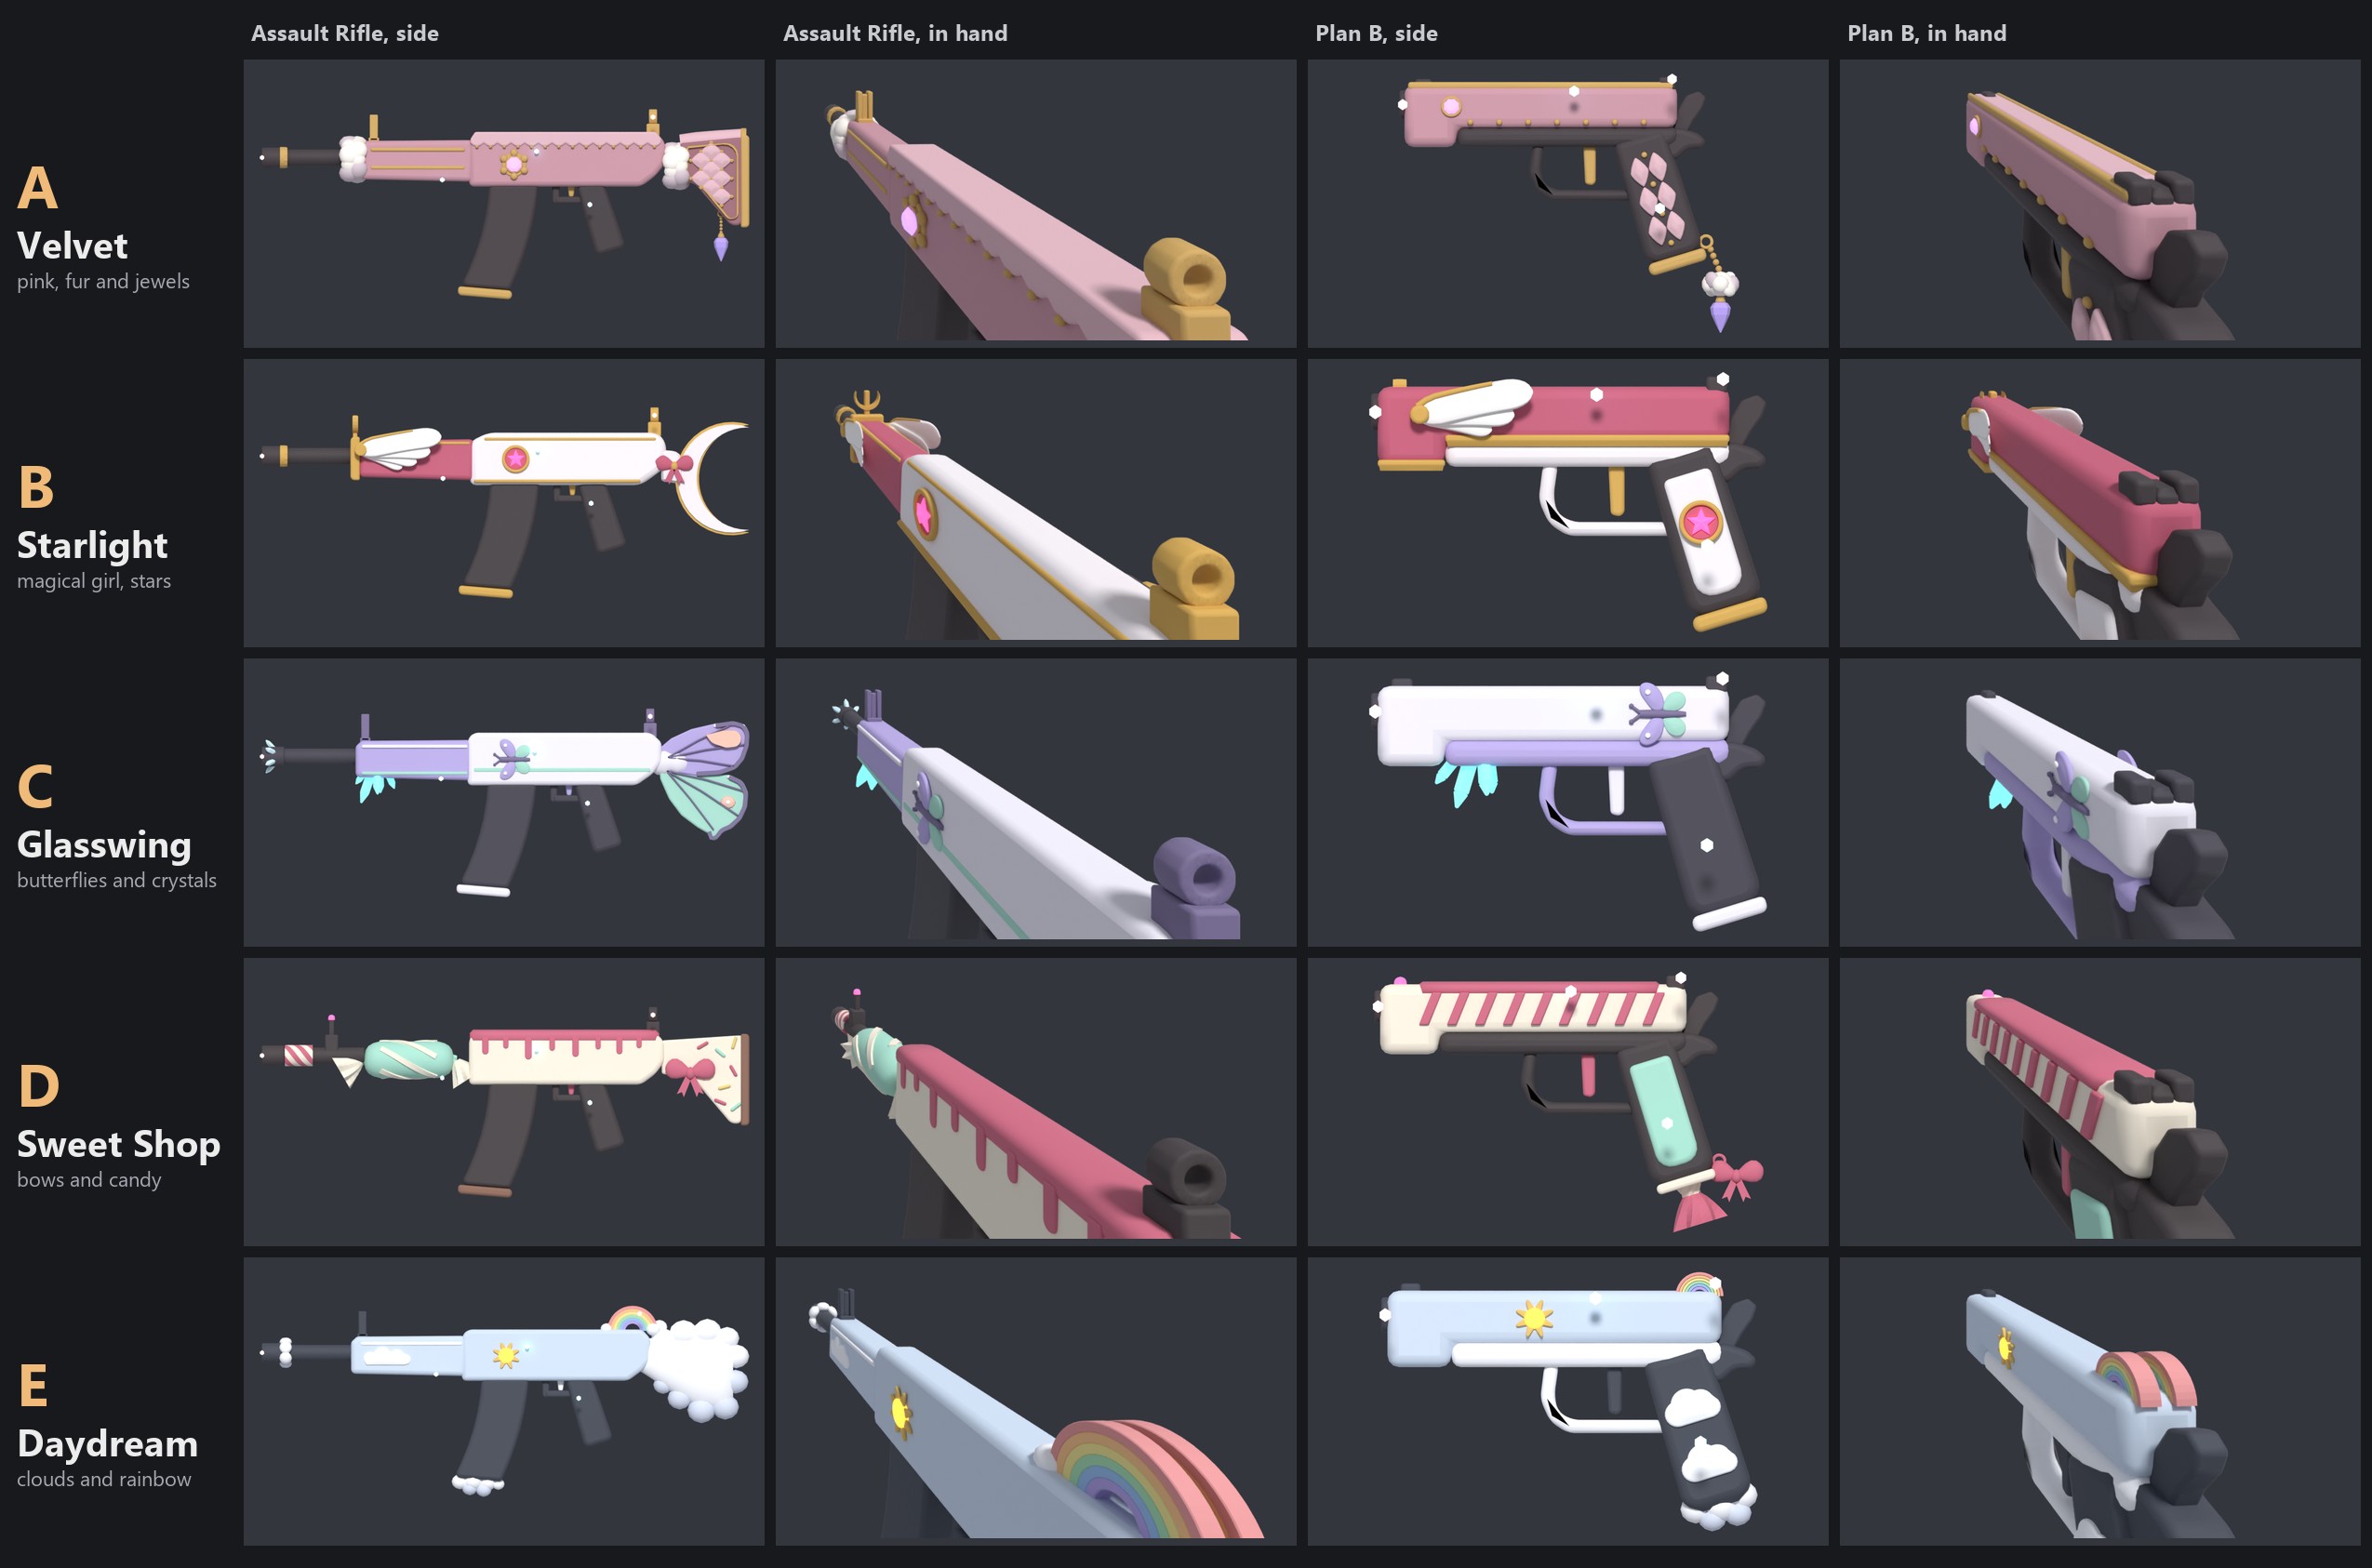 Assault Rifle, side
Assault Rifle, in hand
Plan B, side
Plan B, in hand
A
Velvet
pink, fur and jewels
B
Starlight
magical girl, stars
C
Glasswing
butterflies and crystals
D
Sweet Shop
bows and candy
E
Daydream
clouds and rainbow